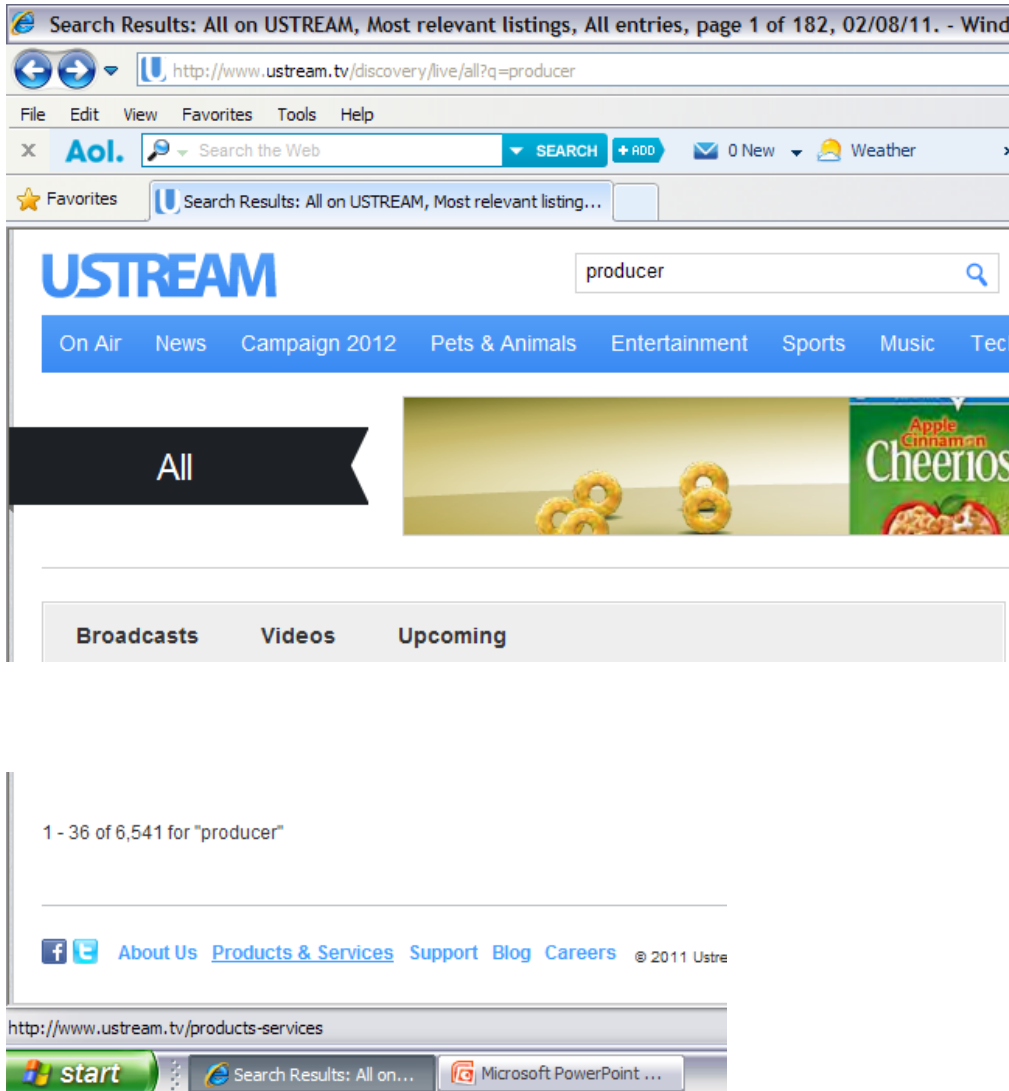 Search Results: All on USTREAM, Most relevant listings, All entries, page 1 of 182, 02/08/11. - Wind
http://www.ustream.tv/discovery/live/all?q=producer
File Edit View Favorites Tools Help
x Aol. Search the Web SEARCH + ADD 0 New Weather
Favorites Search Results: All on USTREAM, Most relevant listing...
USTREAM producer
On Air News Campaign 2012 Pets & Animals Entertainment Sports Music Tec
All
Apple
Cinnamon
Cheerios
Broadcasts Videos Upcoming
1 - 36 of 6,541 for "producer"
About Us Products & Services Support Blog Careers © 2011 Ustre
http://www.ustream.tv/products-services
start Search Results: All on... Microsoft PowerPoint ...